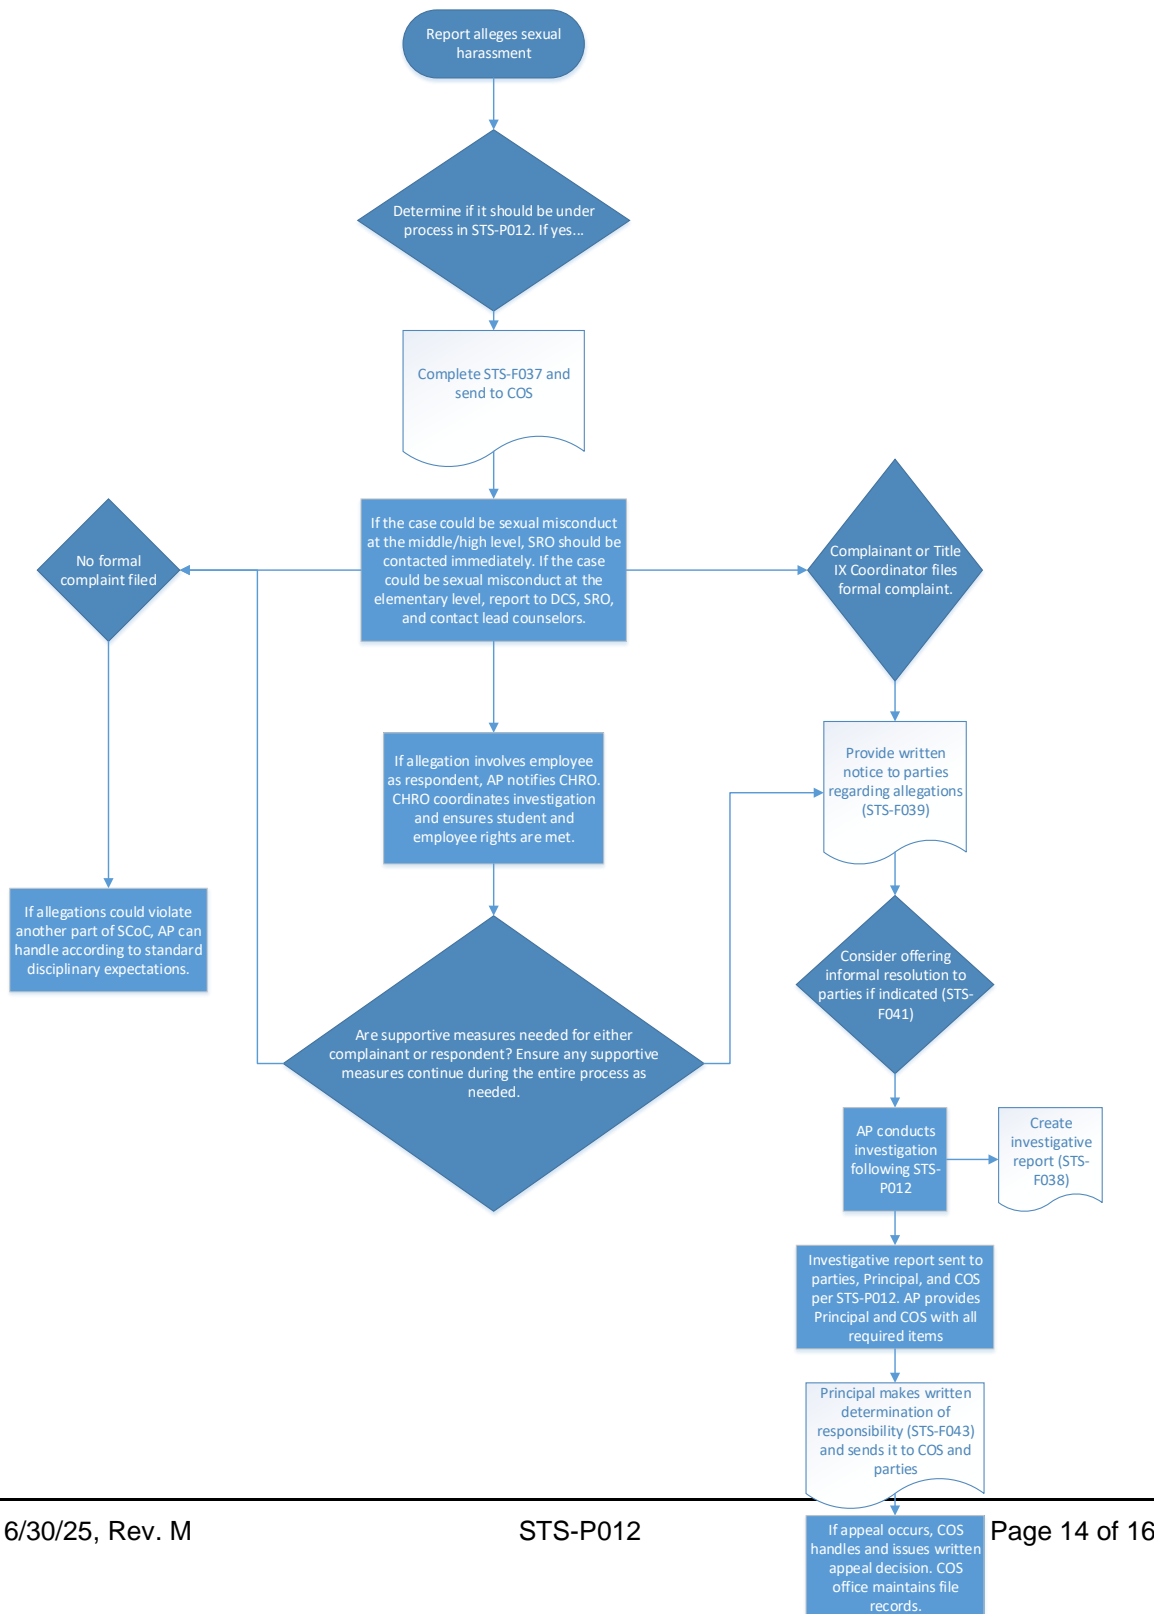 Report alleges sexual
harassment
Determine if it should be under
process in STS-P012. If yes...
Complete STS-F037 and
send to COS
If the case could be sexual misconduct
at the middle/high level, SRO should be
contacted immediately. If the case
could be sexual misconduct at the
elementary level, report to DCS, SRO,
and contact lead counselors.
No formal
complaint filed
Complainant or Title
IX Coordinator files
formal complaint.
If allegation involves employee
as respondent, AP notifies CHRO.
CHRO coordinates investigation
and ensures student and
employee rights are met.
Provide written
notice to parties
regarding allegations
(STS-F039)
If allegations could violate
another part of SCoC, AP can
handle according to standard
disciplinary expectations.
Are supportive measures needed for either
complainant or respondent? Ensure any supportive
measures continue during the entire process as
needed.
Consider offering
informal resolution to
parties if indicated (STS-
F041)
AP conducts
investigation
following STS-
P012
Create
investigative
report (STS-
F038)
Investigative report sent to
parties, Principal, and COS
per STS-P012. AP provides
Principal and COS with all
required items
Principal makes written
determination of
responsibility (STS-F043)
and sends it to COS and
parties
If appeal occurs, COS
handles and issues written
appeal decision. COS
office maintains file
records.
6/30/25, Rev. M
STS-P012
Page 14 of 16